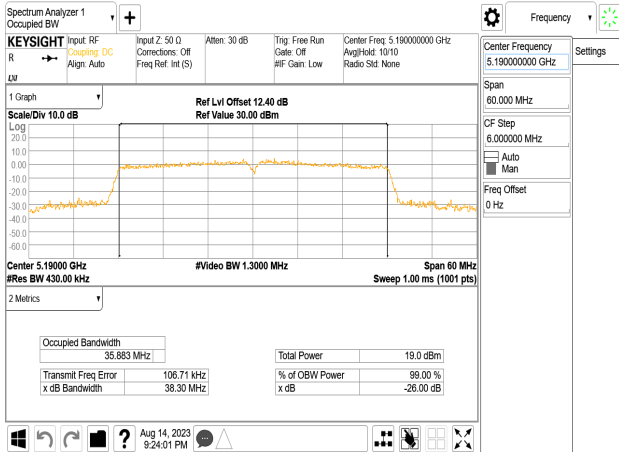 Spectrum Analyzer 1
Occupied BW
Frequency
KEYSIGHT
R
Input: RF
Coupling: DC
Align: Auto
Input Z: 50 Ω
Corrections: Off
Freq Ref: Int (S)
Atten: 30 dB
Trig: Free Run
Gate: Off
#IF Gain: Low
Center Freq: 5.190000000 GHz
Avg|Hold: 10/10
Radio Std: None
Center Frequency
5.190000000 GHz
Settings
Span
60.000 MHz
CF Step
6.000000 MHz
Auto
Man
Freq Offset
0 Hz
1 Graph
Scale/Div 10.0 dB
Ref Lvl Offset 12.40 dB
Ref Value 30.00 dBm
Log
20.0
10.0
0.00
-10.0
-20.0
-30.0
-40.0
-50.0
-60.0
Center 5.19000 GHz
#Res BW 430.00 kHz
#Video BW 1.3000 MHz
Span 60 MHz
Sweep 1.00 ms (1001 pts)
2 Metrics
Occupied Bandwidth
35.883 MHz
Transmit Freq Error 106.71 kHz
x dB Bandwidth 38.30 MHz
Total Power 19.0 dBm
% of OBW Power 99.00 %
x dB -26.00 dB
?
Aug 14, 2023
9:24:01 PM